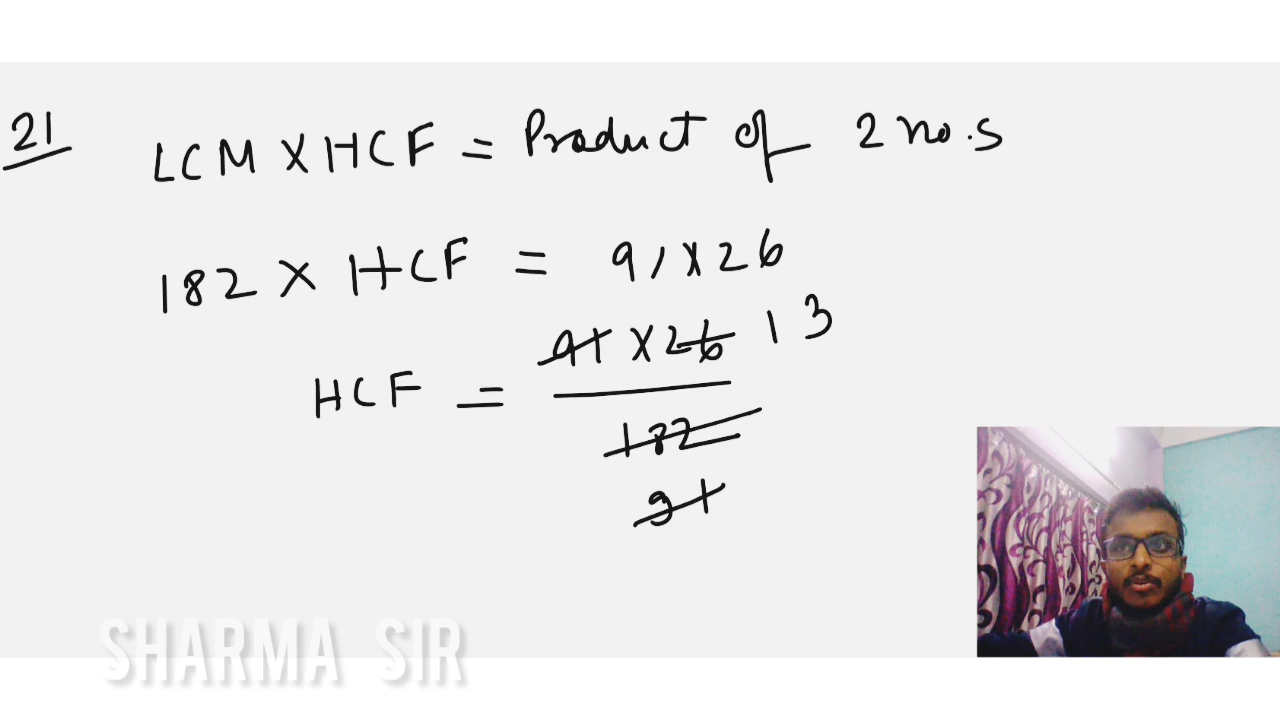 21
LCM X HCF = Product of 2 no.s
182 X HCF = 91 X 26
91 X 26 13
HCF =
182
91
SHARMA SIR